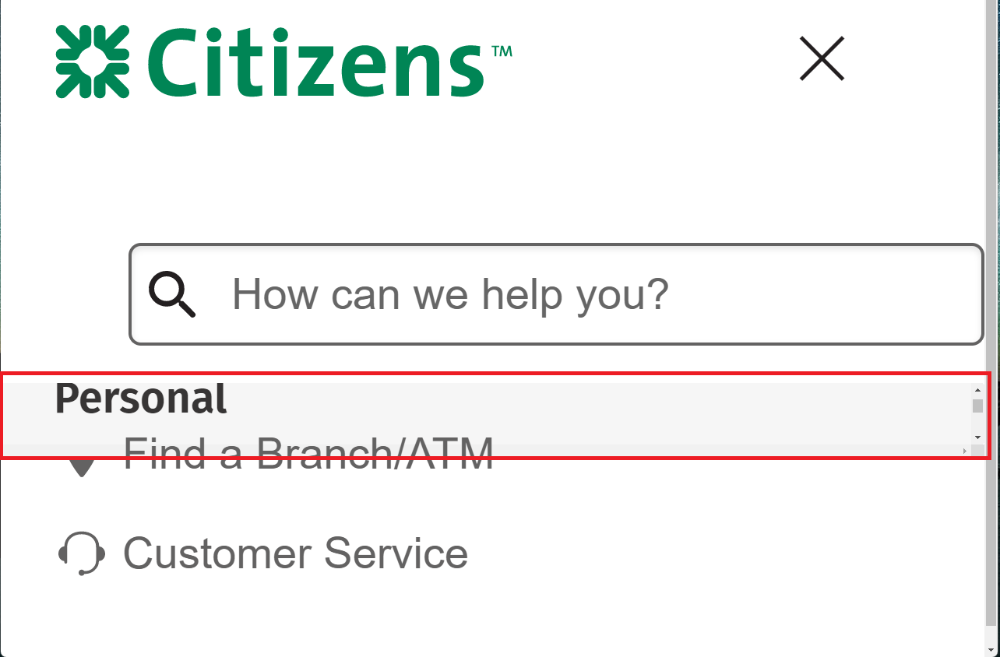 Citizens™
How can we help you?
Personal
Find a Branch/ATM
Customer Service